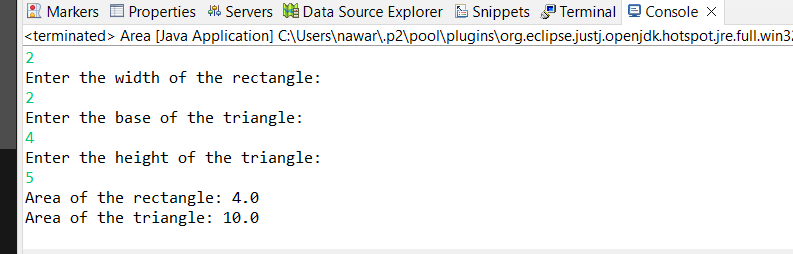 Markers Properties Servers Data Source Explorer Snippets Terminal Console
<terminated> Area [Java Application] C:\Users\nawar\.p2\pool\plugins\org.eclipse.justj.openjdk.hotspot.jre.full.win32
2
Enter the width of the rectangle:
2
Enter the base of the triangle:
4
Enter the height of the triangle:
5
Area of the rectangle: 4.0
Area of the triangle: 10.0